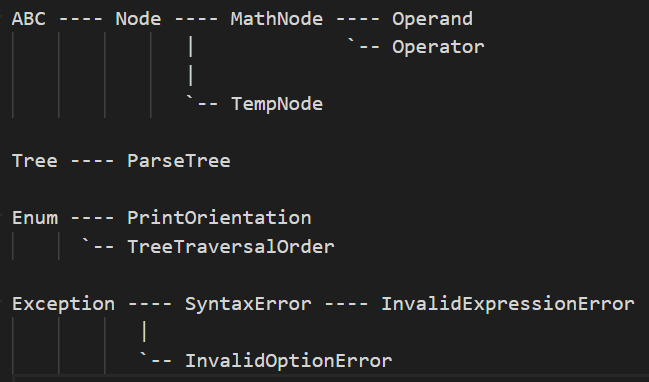 ABC ---- Node ---- MathNode ---- Operand
               |             `-- Operator
               |
               `-- TempNode

Tree ---- ParseTree

Enum ---- PrintOrientation
      `-- TreeTraversalOrder

Exception ---- SyntaxError ---- InvalidExpressionError
           |
           `-- InvalidOptionError